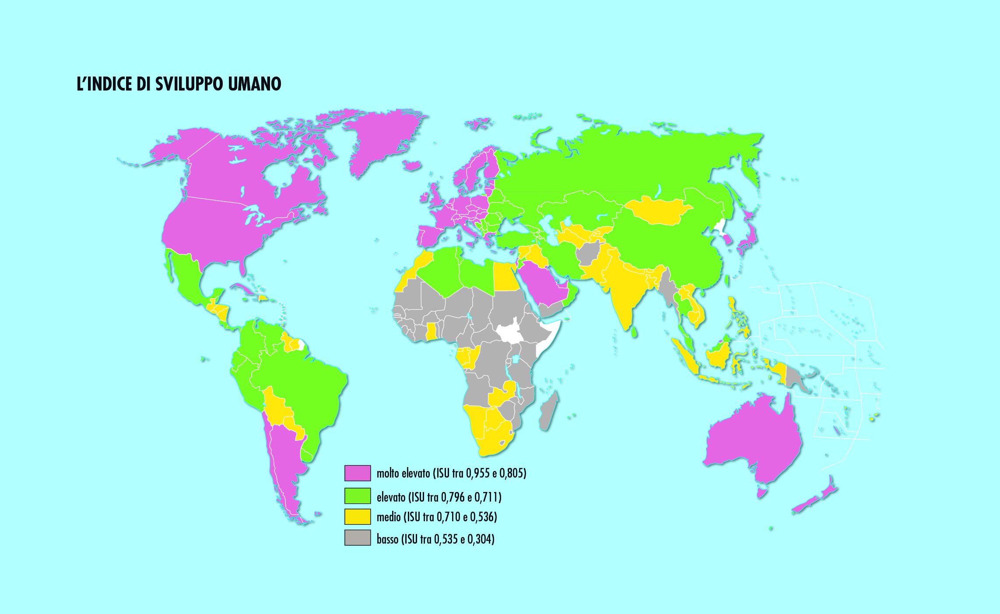 L’INDICE DI SVILUPPO UMANO
molto elevato (ISU tra 0,955 e 0,805)
elevato (ISU tra 0,796 e 0,711)
medio (ISU tra 0,710 e 0,536)
basso (ISU tra 0,535 e 0,304)